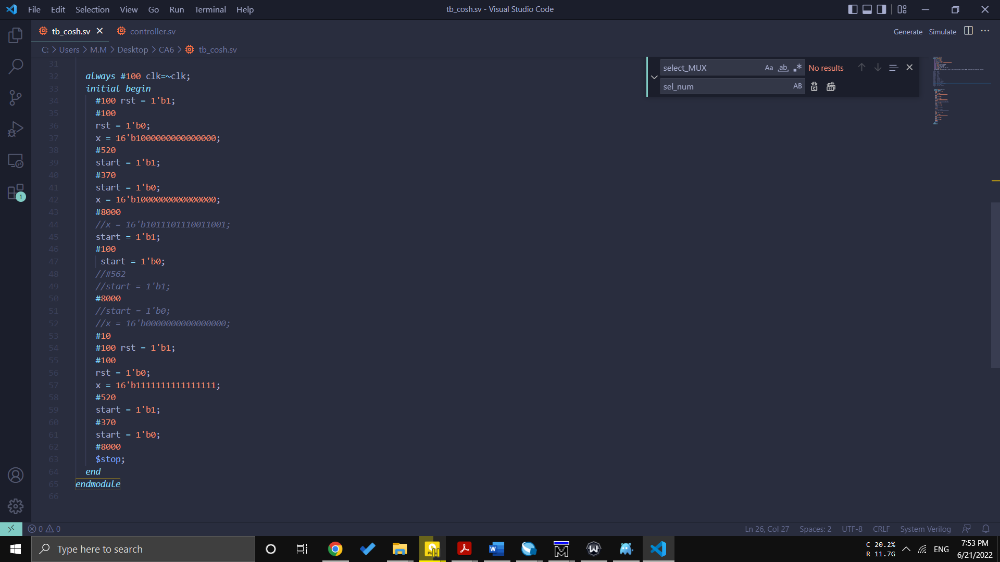 File Edit Selection View Go Run Terminal Help
tb_cosh.sv - Visual Studio Code
tb_cosh.sv controller.sv
Generate Simulate
C: > Users > M.M > Desktop > CA6 > tb_cosh.sv
select_MUX Aa ab .* No results
sel_num AB
31
32 always #100 clk=~clk;
33 initial begin
34 #100 rst = 1'b1;
35 #100
36 rst = 1'b0;
37 x = 16'b1000000000000000;
38 #520
39 start = 1'b1;
40 #370
41 start = 1'b0;
42 x = 16'b1000000000000000;
43 #8000
44 //x = 16'b1011101110011001;
45 start = 1'b1;
46 #100
47 start = 1'b0;
48 //#562
49 //start = 1'b1;
50 #8000
51 //start = 1'b0;
52 //x = 16'b0000000000000000;
53 #10
54 #100 rst = 1'b1;
55 #100
56 rst = 1'b0;
57 x = 16'b1111111111111111;
58 #520
59 start = 1'b1;
60 #370
61 start = 1'b0;
62 #8000
63 $stop;
64 end
65 endmodule
66
1
0 0
Ln 26, Col 27 Spaces: 2 UTF-8 CRLF System Verilog
Type here to search
C 20.2%
R 11.7G
ENG
7:53 PM
6/21/2022